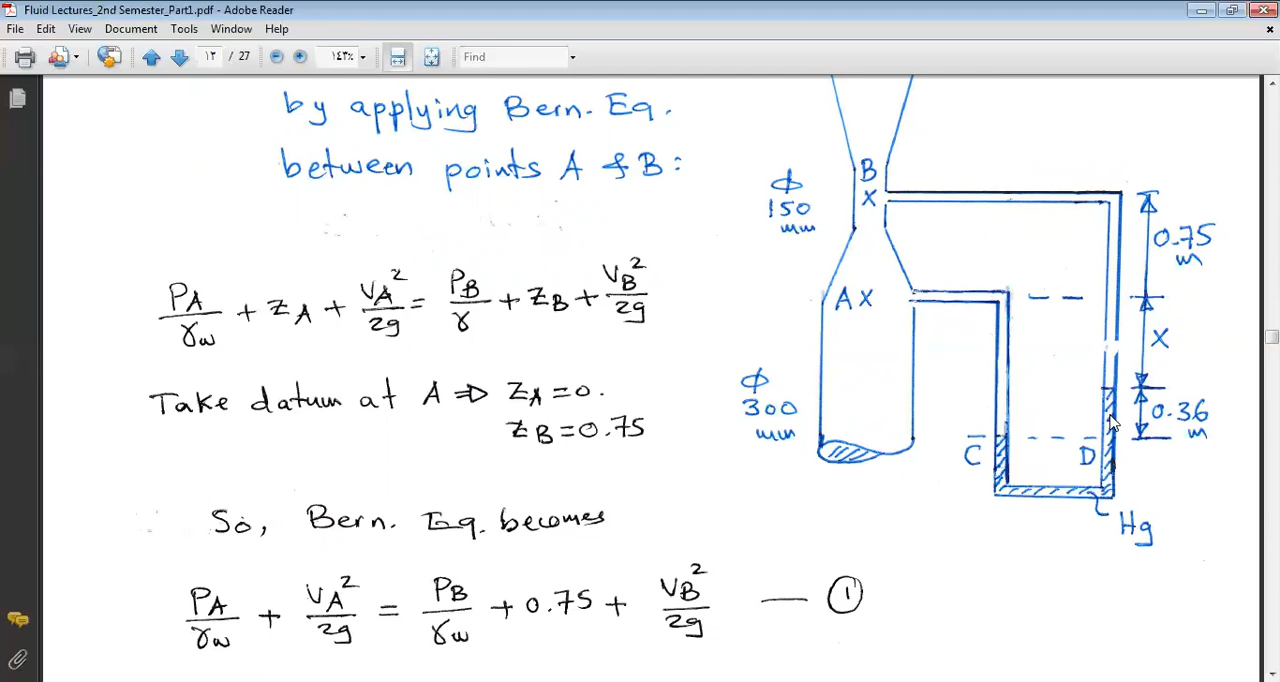 Fluid Lectures_2nd Semester_Part1.pdf - Adobe Reader
File Edit View Document Tools Window Help
١٢ / 27 ١٤٣% Find
by applying Bern. Eq.
between points A & B:
PA/γw + ZA + VA²/2g = PB/γ + ZB + VB²/2g
Take datum at A ⇒ ZA = 0.
ZB = 0.75
So, Bern. Eq. becomes
PA/γw + VA²/2g = PB/γw + 0.75 + VB²/2g — ①
B
X
ϕ
150
mm
0.75
m
A X
X
ϕ
300
mm
0.36
m
C D
Hg